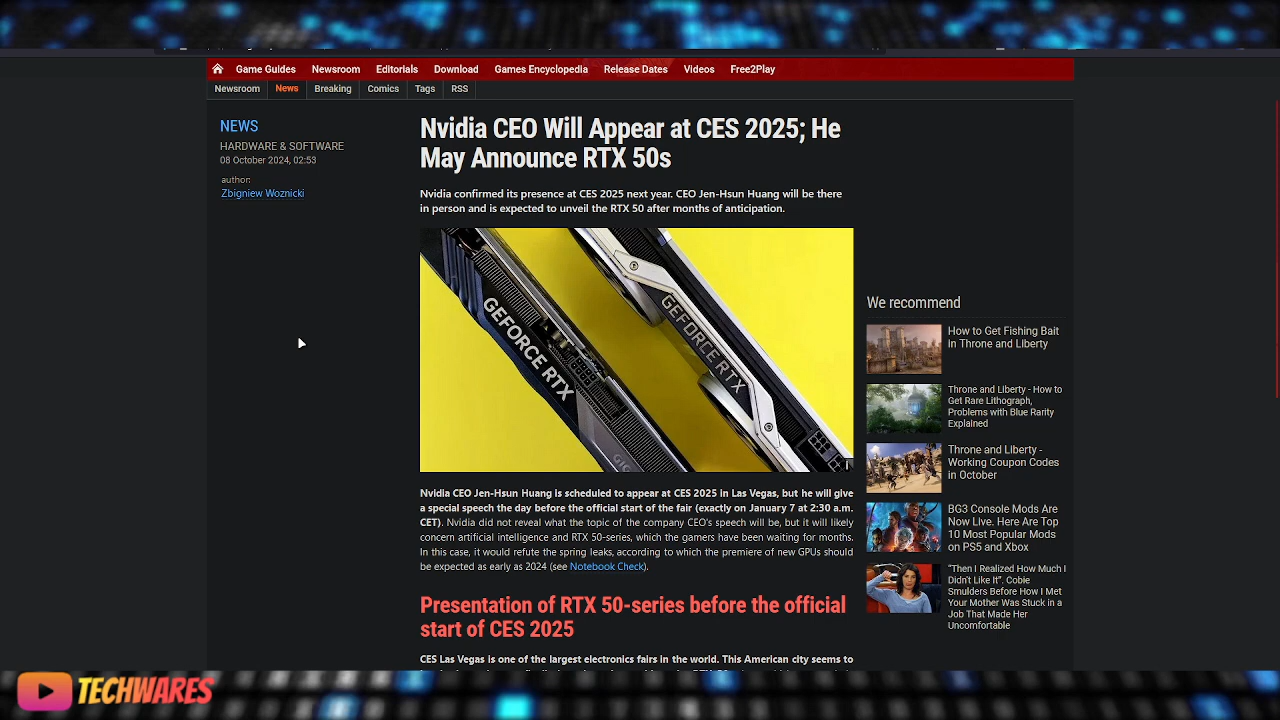 Game Guides Newsroom Editorials Download Games Encyclopedia Release Dates Videos Free2Play
Newsroom News Breaking Comics Tags RSS
NEWS
HARDWARE & SOFTWARE
08 October 2024, 02:53
author:
Zbigniew Woznicki
Nvidia CEO Will Appear at CES 2025; He
May Announce RTX 50s
Nvidia confirmed its presence at CES 2025 next year. CEO Jen-Hsun Huang will be there
in person and is expected to unveil the RTX 50 after months of anticipation.
GEFORCE RTX
GEFORCE RTX
Nvidia CEO Jen-Hsun Huang is scheduled to appear at CES 2025 in Las Vegas, but he will give
a special speech the day before the official start of the fair (exactly on January 7 at 2:30 a.m.
CET). Nvidia did not reveal what the topic of the company CEO's speech will be, but it will likely
concern artificial intelligence and RTX 50-series, which the gamers have been waiting for months.
In this case, it would refute the spring leaks, according to which the premiere of new GPUs should
be expected as early as 2024 (see Notebook Check).
Presentation of RTX 50-series before the official
start of CES 2025
CES Las Vegas is one of the largest electronics fairs in the world. This American city seems to
We recommend
How to Get Fishing Bait
in Throne and Liberty
Throne and Liberty - How to
Get Rare Lithograph,
Problems with Blue Rarity
Explained
Throne and Liberty -
Working Coupon Codes
in October
BG3 Console Mods Are
Now Live. Here Are Top
10 Most Popular Mods
on PS5 and Xbox
“Then I Realized How Much I
Didn’t Like It”. Cobie
Smulders Before How I Met
Your Mother Was Stuck in a
Job That Made Her
Uncomfortable
TECHWARES